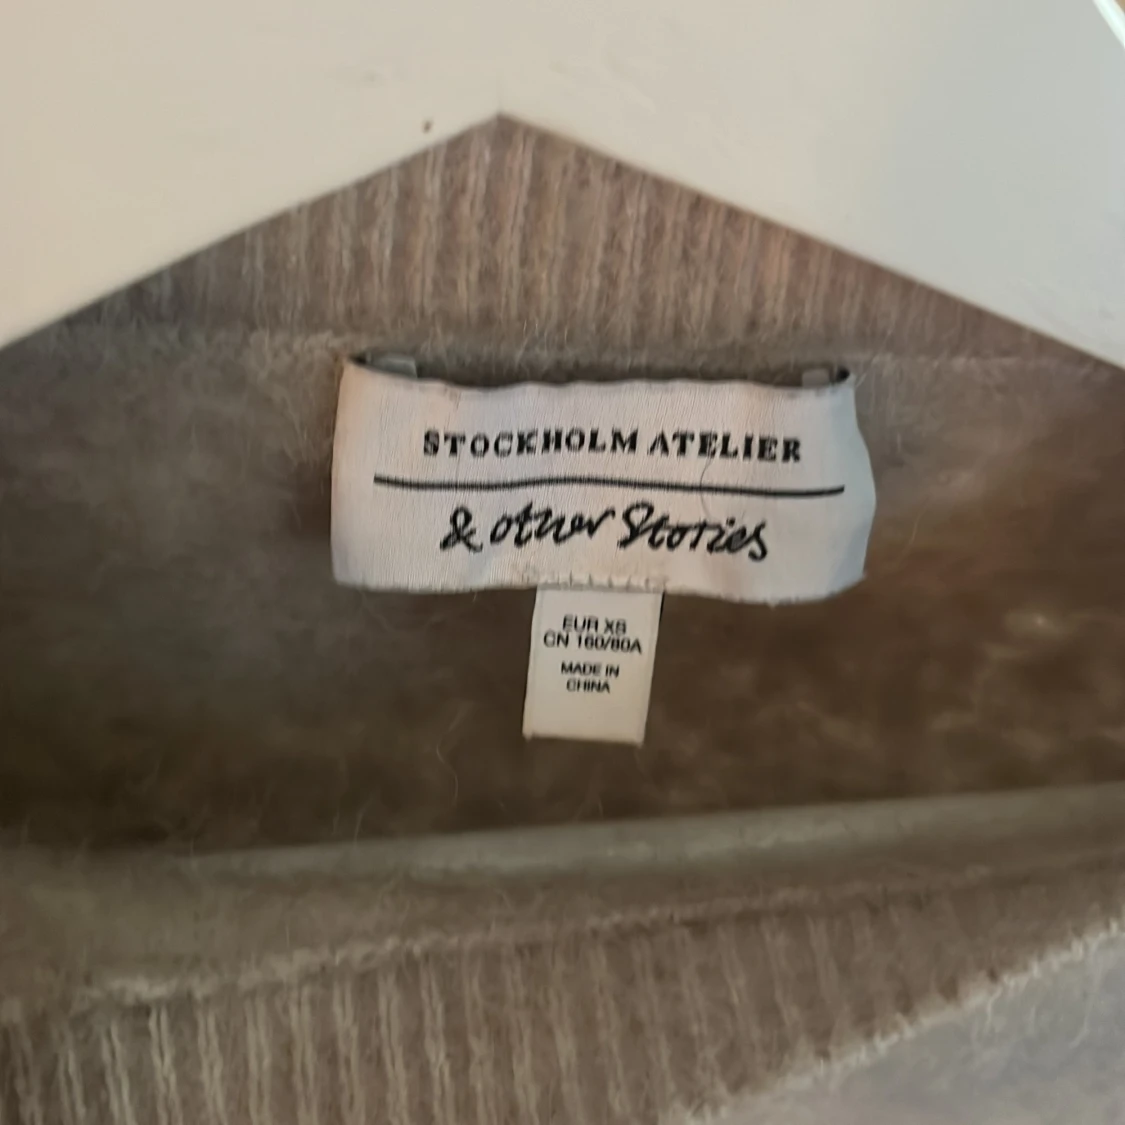 STOCKHOLM ATELIER
& other Stories
EUR XS
CN 160/80A
MADE IN
CHINA